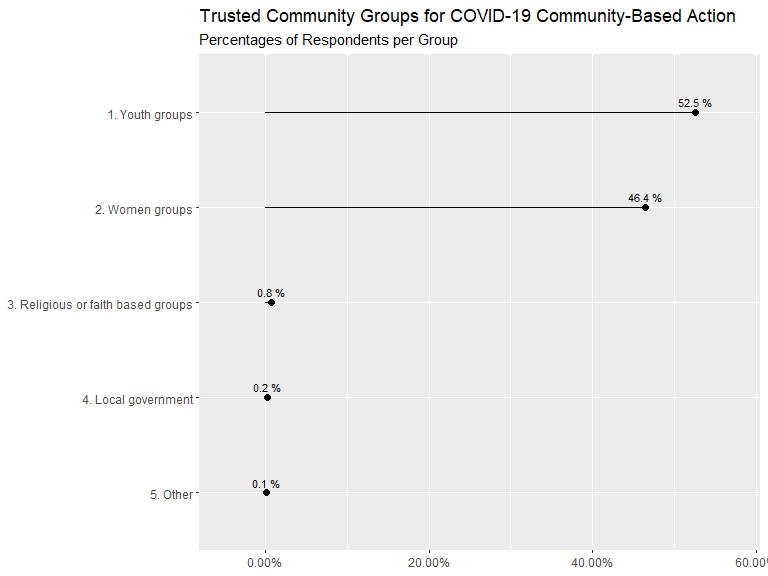 Trusted Community Groups for COVID-19 Community-Based Action
Percentages of Respondents per Group
1. Youth groups
52.5 %
2. Women groups
46.4 %
3. Religious or faith based groups
0.8 %
4. Local government
0.2 %
5. Other
0.1 %
0.00% 20.00% 40.00% 60.00%